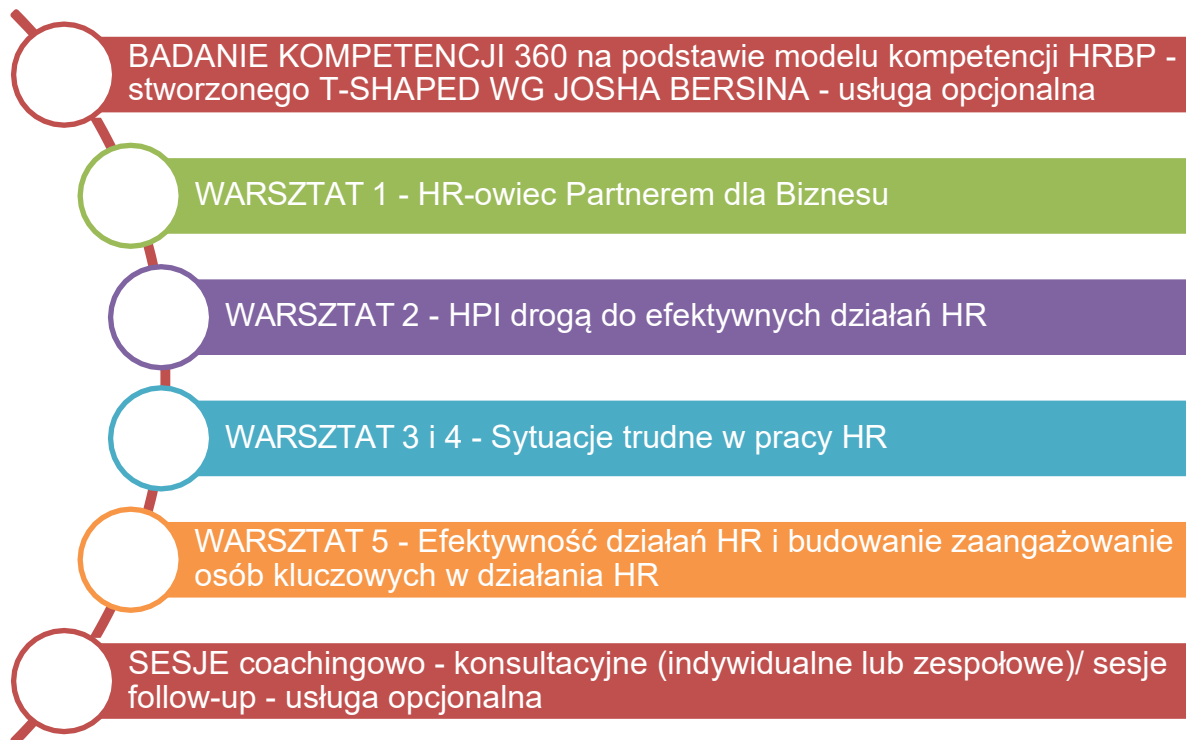 BADANIE KOMPETENCJI 360 na podstawie modelu kompetencji HRBP -
stworzonego T-SHAPED WG JOSHA BERSINA - usługa opcjonalna
WARSZTAT 1 - HR-owiec Partnerem dla Biznesu
WARSZTAT 2 - HPI drogą do efektywnych działań HR
WARSZTAT 3 i 4 - Sytuacje trudne w pracy HR
WARSZTAT 5 - Efektywność działań HR i budowanie zaangażowanie
osób kluczowych w działania HR
SESJE coachingowo - konsultacyjne (indywidualne lub zespołowe)/ sesje
follow-up - usługa opcjonalna